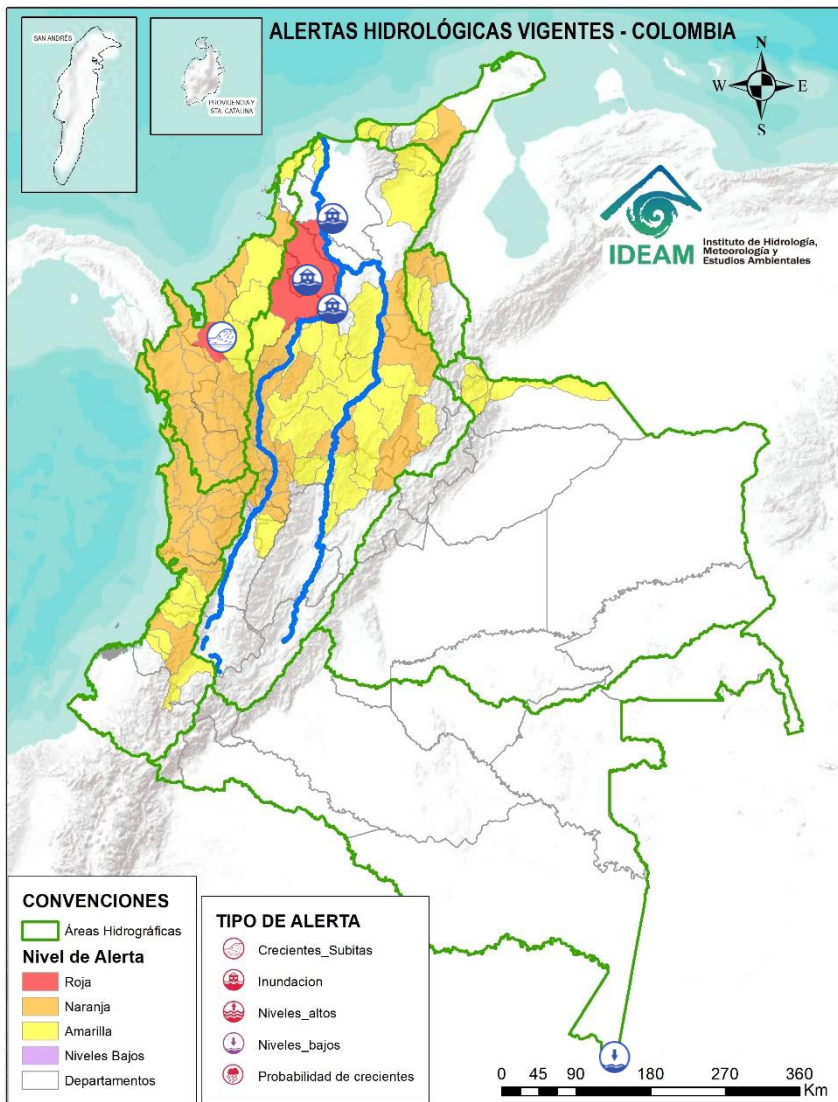 ALERTAS HIDROLÓGICAS VIGENTES - COLOMBIA
SAN ANDRÉS
PROVIDENCIA Y
STA. CATALINA
N
W
E
S
IDEAM
Instituto de Hidrología,
Meteorología y
Estudios Ambientales
CONVENCIONES
Áreas Hidrográficas
Nivel de Alerta
Roja
Naranja
Amarilla
Niveles Bajos
Departamentos
TIPO DE ALERTA
Crecientes_Subitas
Inundacion
Niveles_altos
Niveles_bajos
Probabilidad de crecientes
0 45 90 180 270 360
Km